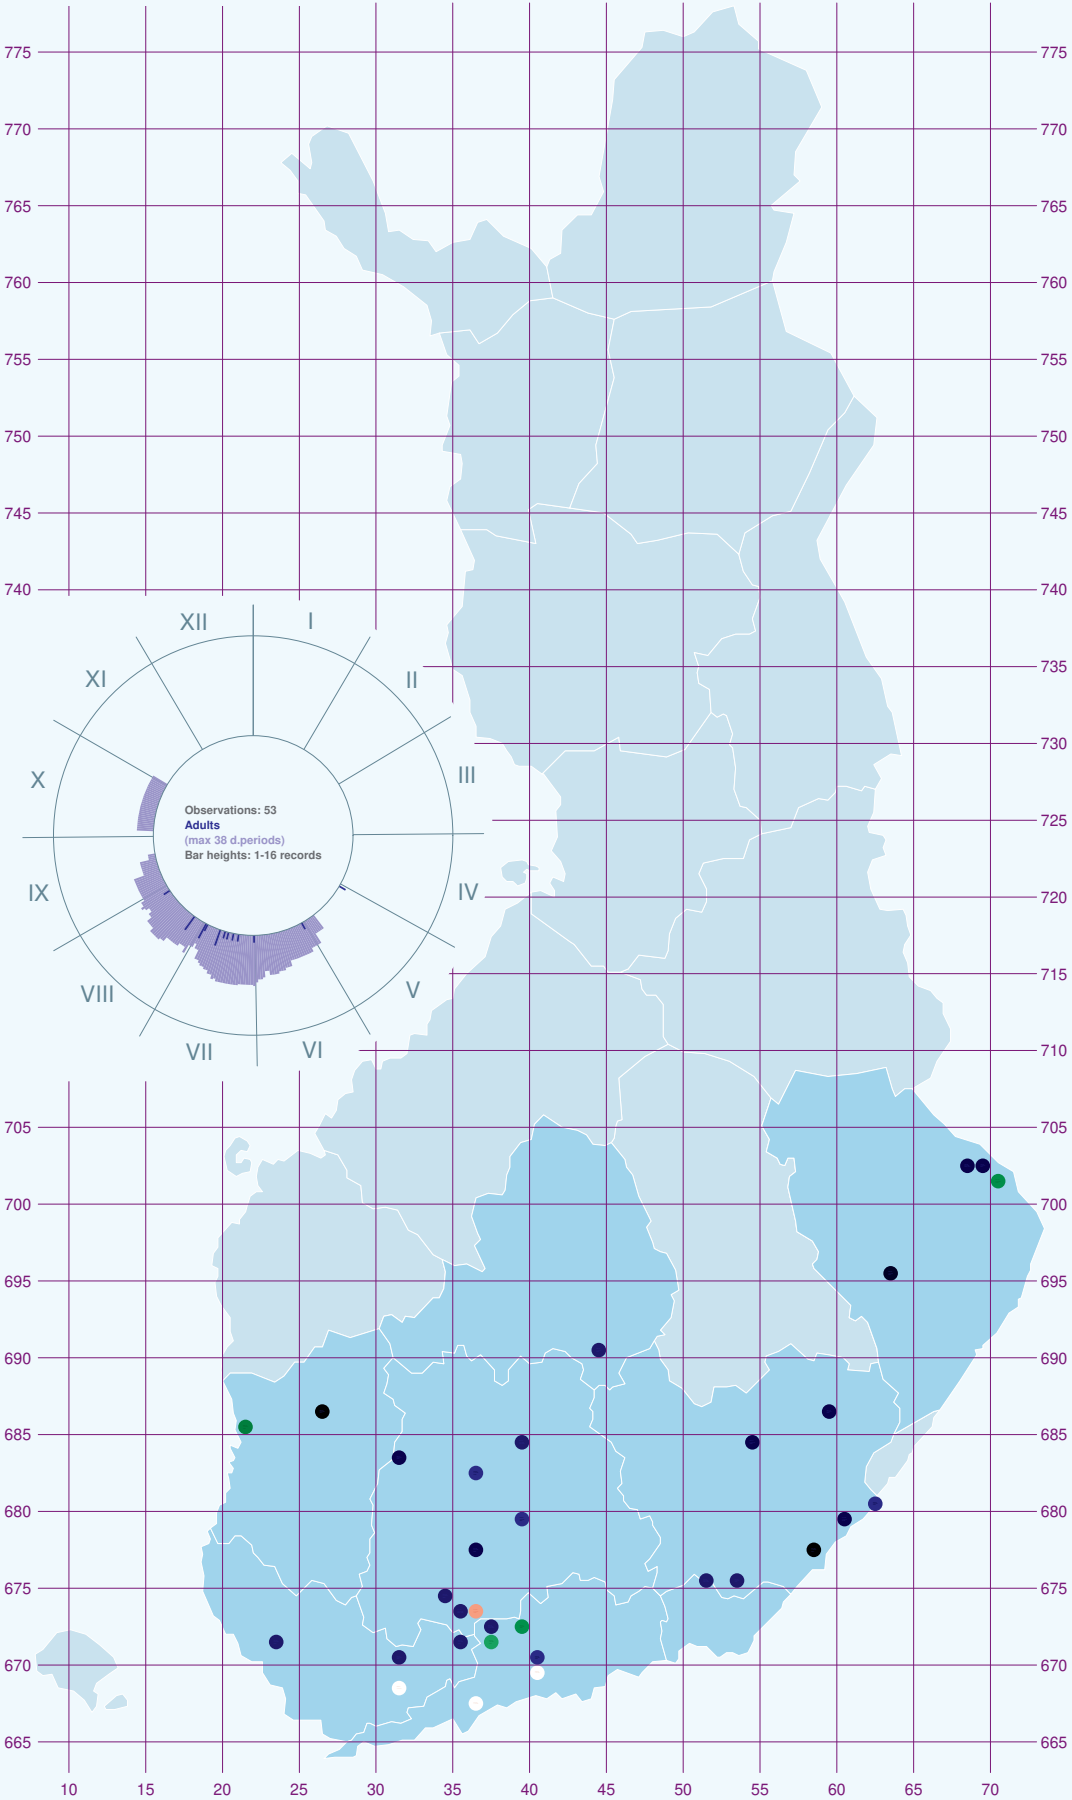 775 775
770 770
765 765
760 760
755 755
750 750
745 745
740 740
XII I
735
XI II
730
X III
Observations: 53
Adults
725
(max 38 d.periods)
Bar heights: 1-16 records
IX IV
720
715
VIII V
VII VI
710
705 705
700 700
695 695
690 690
685 685
680 680
675 675
670 670
665 665
10 15 20 25 30 35 40 45 50 55 60 65 70